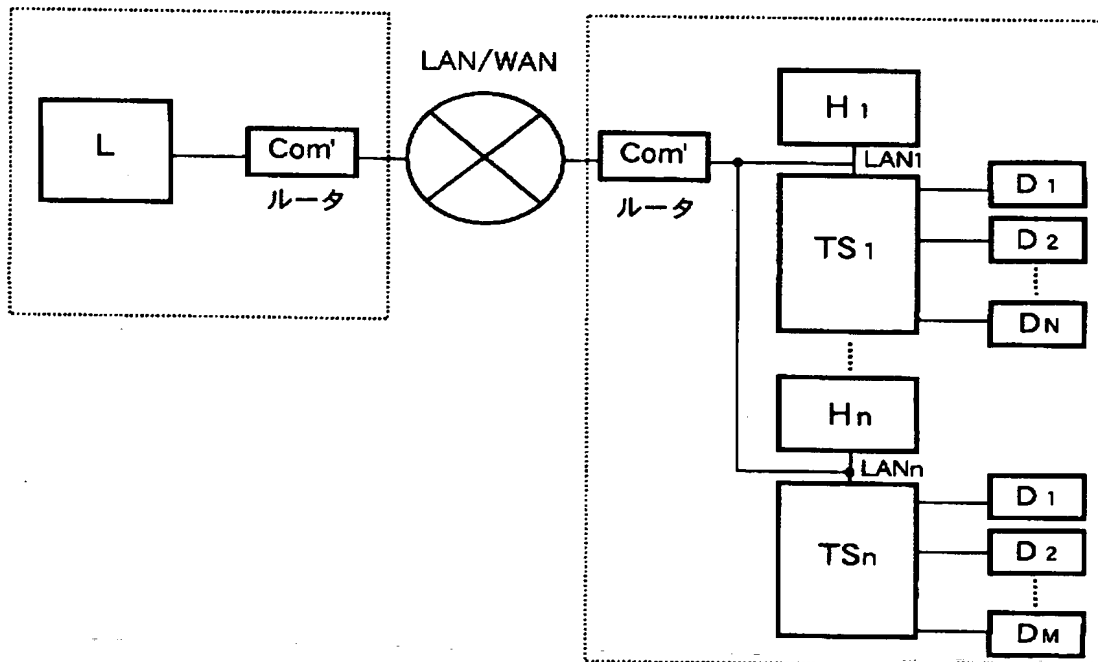 LAN/WAN
L
Com'
ルータ
Com'
ルータ
H1
LAN1
TS1
D1
D2
DN
Hn
LANn
TSn
D1
D2
DM